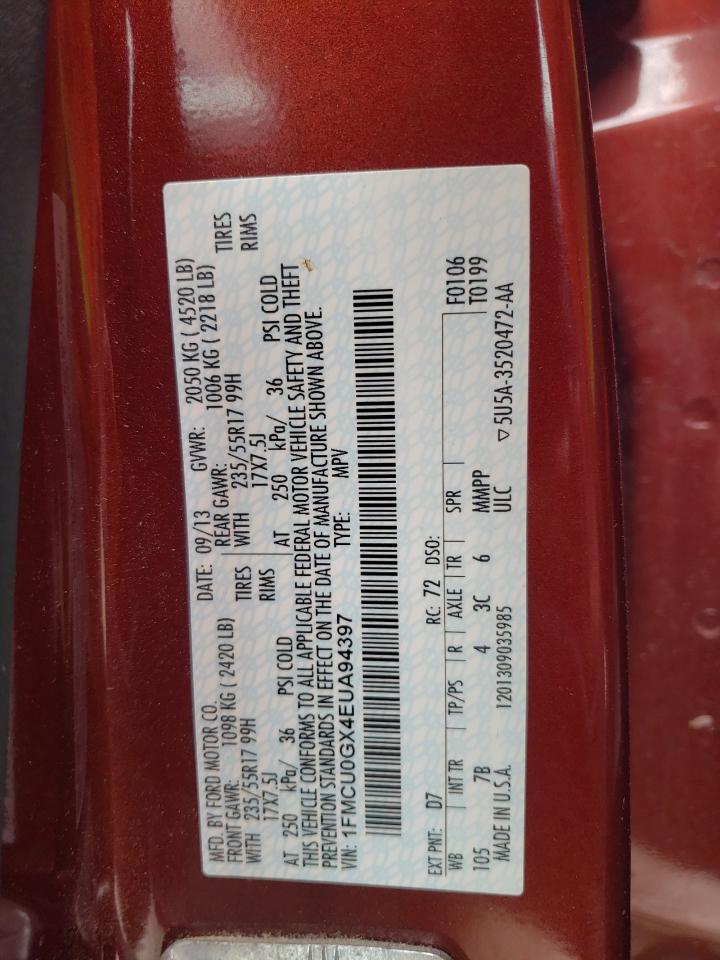 MFD. BY FORD MOTOR CO.
DATE: 09/13 GVWR: 2050 KG ( 4520 LB)
FRONT GAWR: 1098 KG ( 2420 LB)
REAR GAWR: 1006 KG ( 2218 LB)
WITH 235/55R17 99H TIRES
WITH 235/55R17 99H TIRES
17X7.5J RIMS
17X7.5J RIMS
AT 250 kPa/ 36 PSI COLD
AT 250 kPa/ 36 PSI COLD
THIS VEHICLE CONFORMS TO ALL APPLICABLE FEDERAL MOTOR VEHICLE SAFETY AND THEFT
PREVENTION STANDARDS IN EFFECT ON THE DATE OF MANUFACTURE SHOWN ABOVE.
VIN: 1FMCU0GX4EUA94397 TYPE: MPV
EXT PNT: D7 RC: 72 DSO: F0106
WB INT TR TP/PS R AXLE TR SPR T0199
105 7B 4 3C 6 MMPP
MADE IN U.S.A. 1201309035985 ULC ▽5U5A-3520472-AA